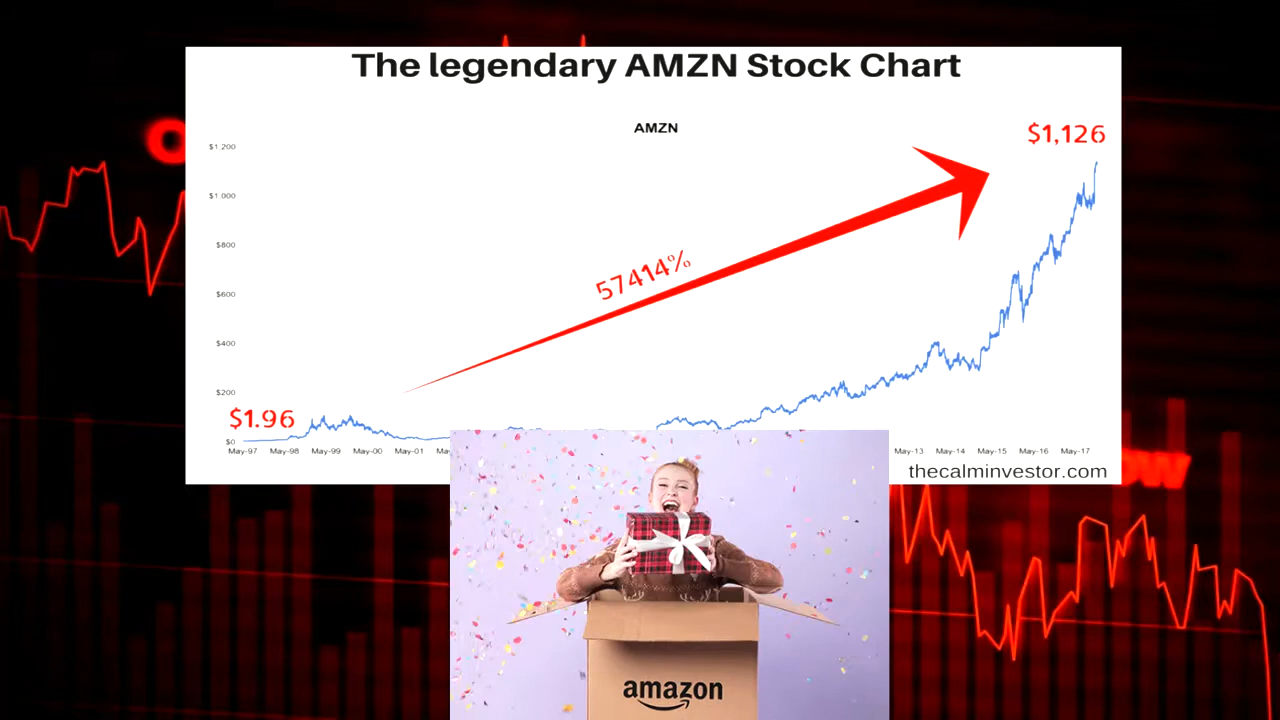 The legendary AMZN Stock Chart
AMZN
$1,126
$1 200
$1 000
$800
$600
$400
$200
$0
57414%
$1.96
May-97
May-98
May-99
May-00
May-01
May-13
May-14
May-15
May-16
May-17
thecalminvestor.com
amazon